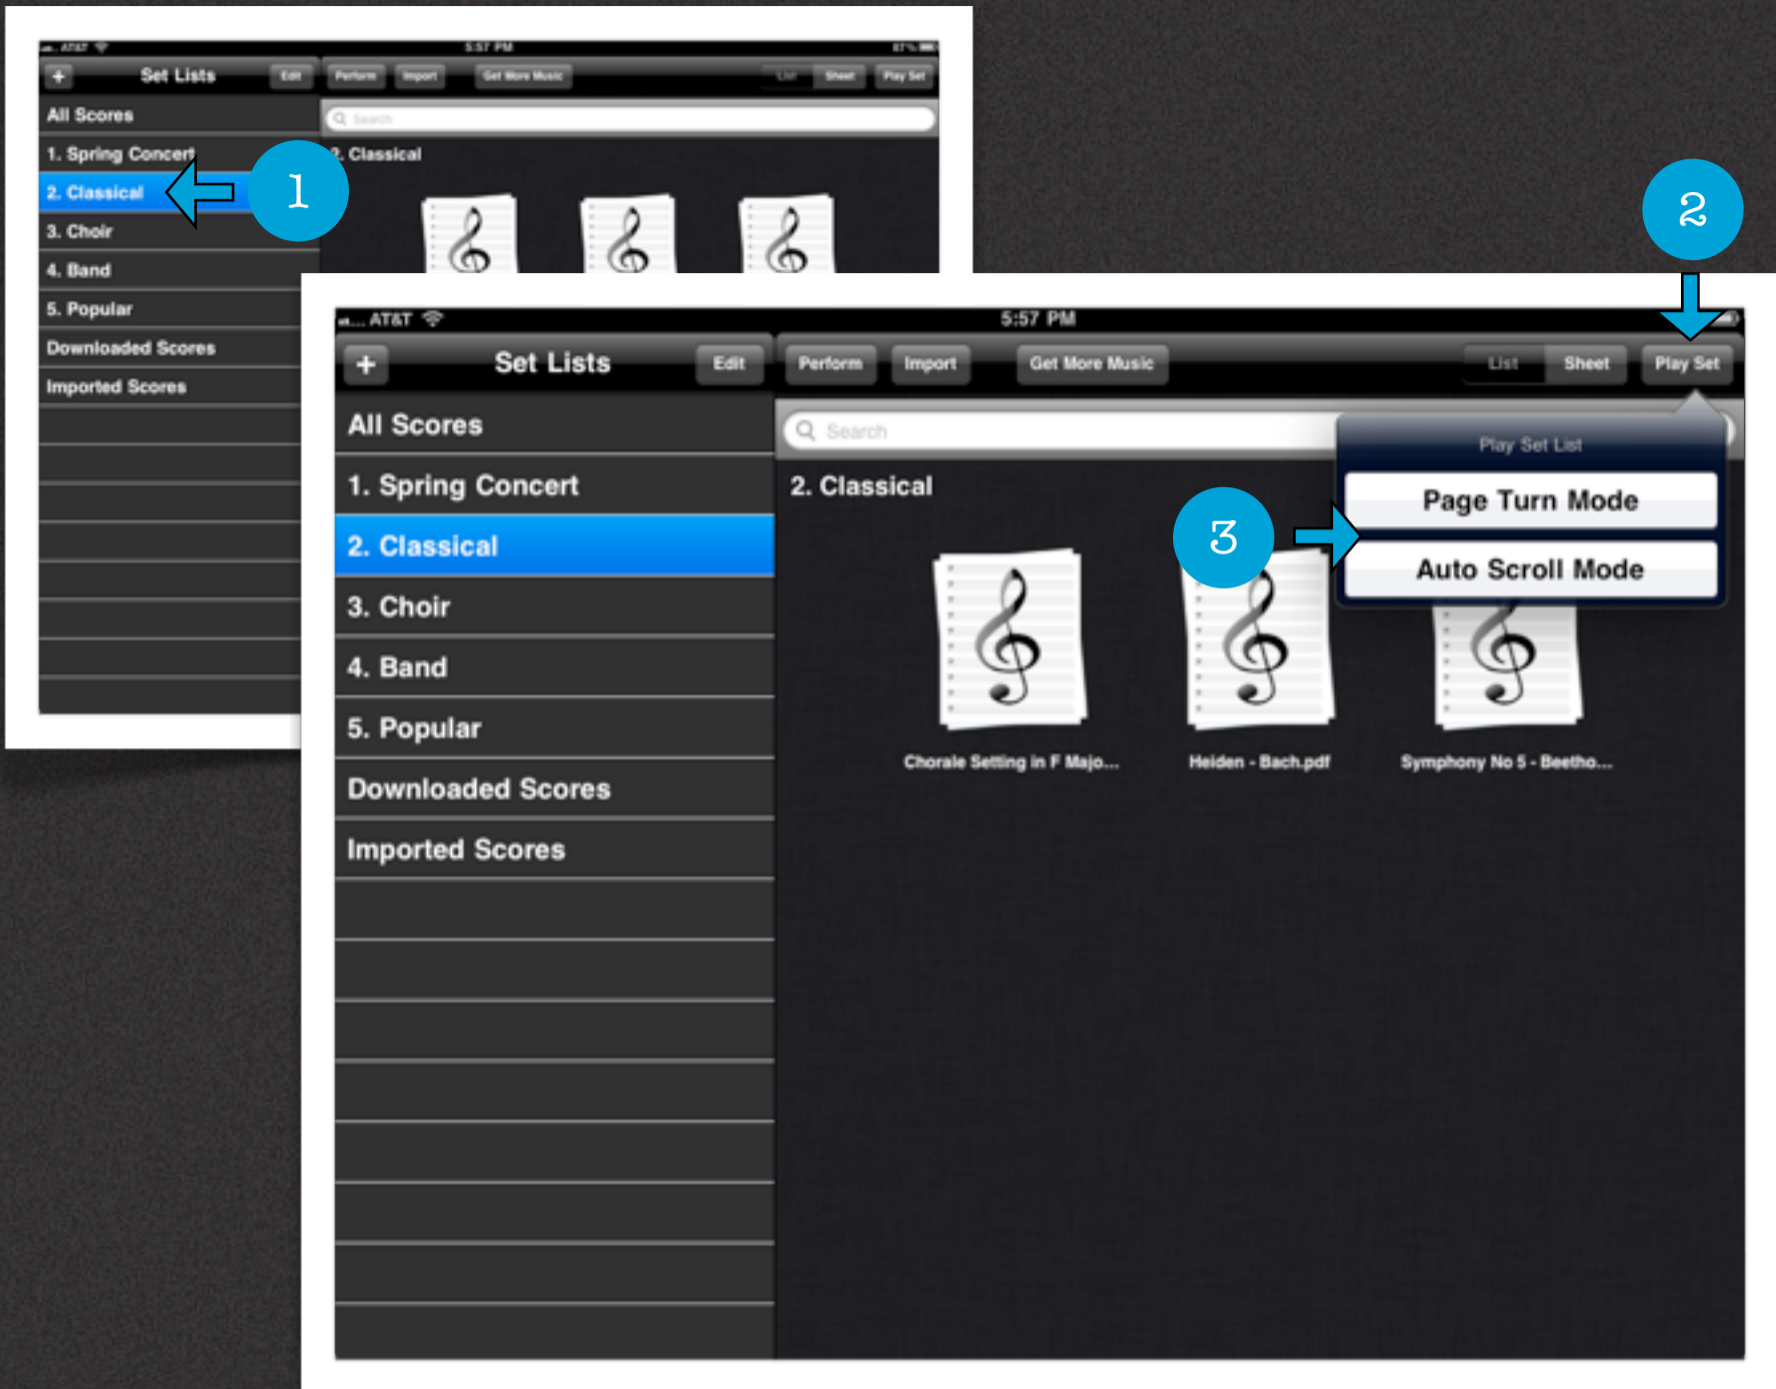 AT&T
5:57 PM
87%
+
Set Lists
Edit
Perform
Import
Get More Music
List
Sheet
Play Set
All Scores
Search
1. Spring Concert
2. Classical
2. Classical
3. Choir
4. Band
5. Popular
Downloaded Scores
Imported Scores
1
2
... AT&T
5:57 PM
+
Set Lists
Edit
Perform
Import
Get More Music
List
Sheet
Play Set
All Scores
Search
Play Set List
1. Spring Concert
2. Classical
Page Turn Mode
3
2. Classical
Auto Scroll Mode
3. Choir
4. Band
5. Popular
Chorale Setting in F Majo...
Heiden - Bach.pdf
Symphony No 5 - Beetho...
Downloaded Scores
Imported Scores